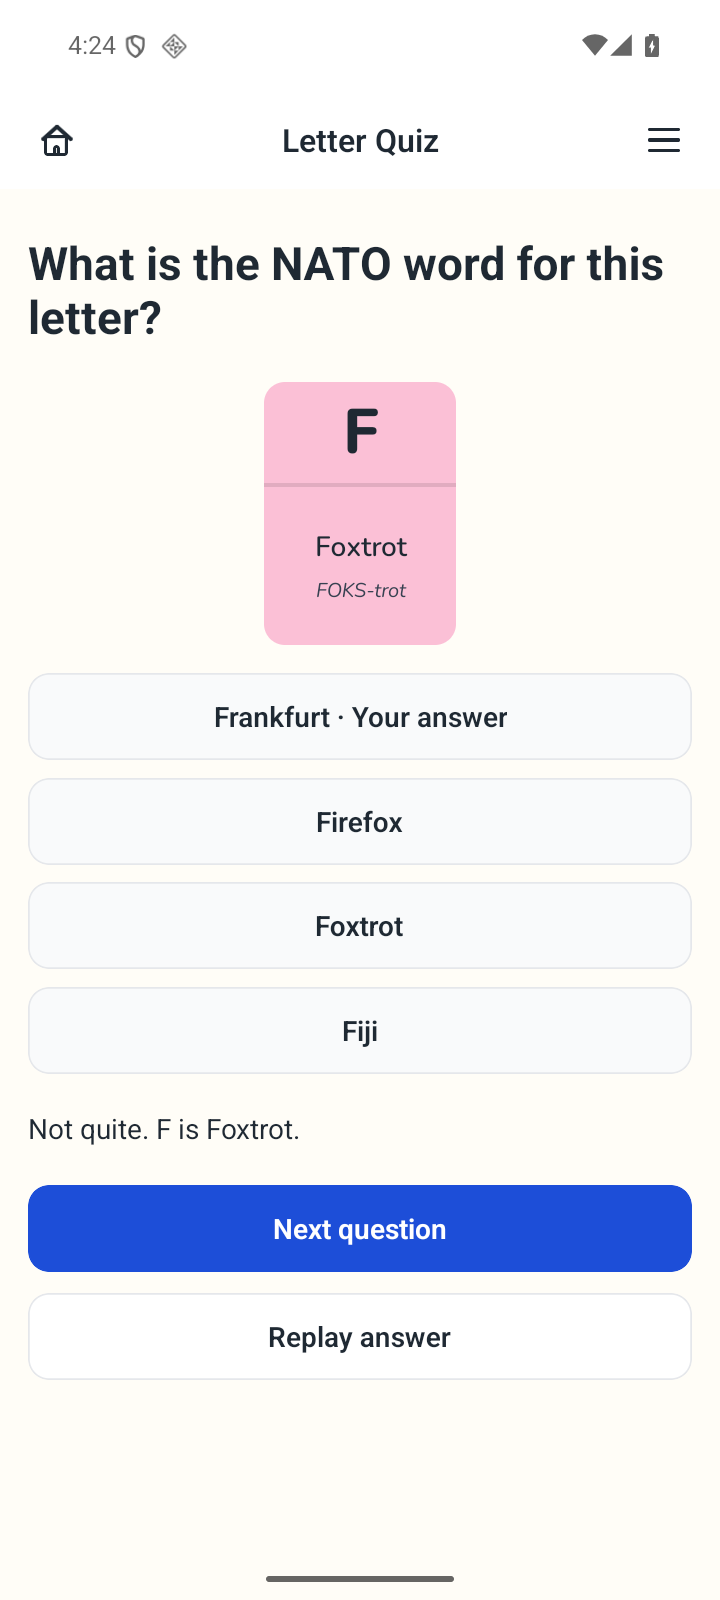 4:24
Letter Quiz
What is the NATO word for this
letter?
F
Foxtrot
FOKS-trot
Frankfurt · Your answer
Firefox
Foxtrot
Fiji
Not quite. F is Foxtrot.
Next question
Replay answer